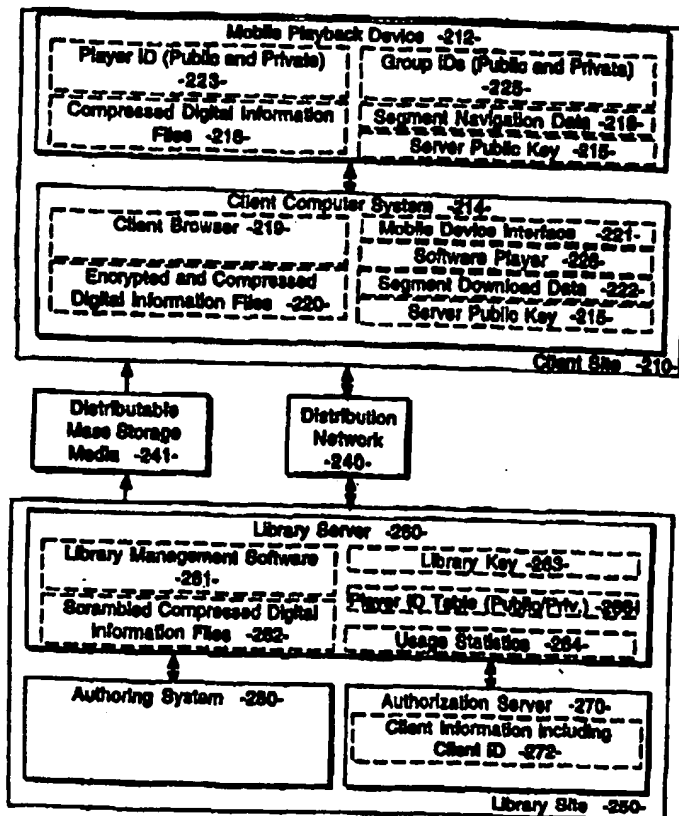 Mobile Playback Device -212-
Player ID (Public and Private)
-223-
Group IDs (Public and Private)
-225-
Compressed Digital Information
Files -216-
Segment Navigation Data -218-
Server Public Key -215-
Client Computer System -214-
Client Browser -219-
Mobile Device Interface -221-
Software Player -226-
Encrypted and Compressed
Digital Information Files -220-
Segment Download Data -222-
Server Public Key -215-
Client Site -210-
Distributable
Mass Storage
Media -241-
Distribution
Network
-240-
Library Server -260-
Library Management Software
-261-
Library Key -263-
Player ID Table (Public/Priv.) -266-
Scrambled Compressed Digital
Information Files -262-
Usage Statistics -264-
Authoring System -280-
Authorization Server -270-
Client Information Including
Client ID -272-
Library Site -250-